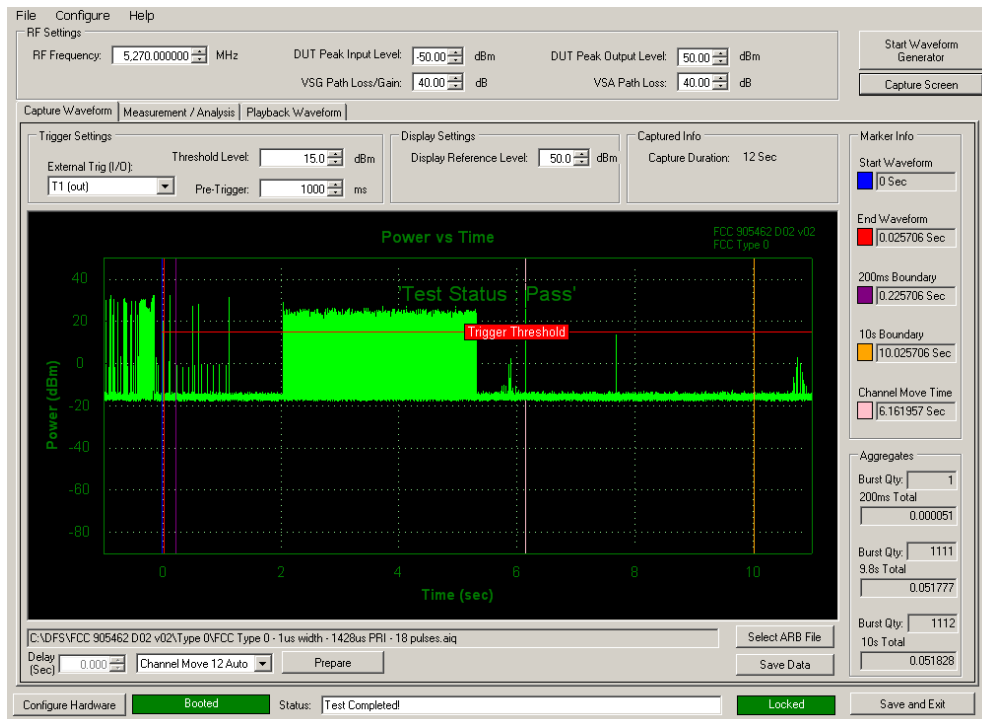 File Configure Help
RF Settings
RF Frequency: 5,270.000000 MHz DUT Peak Input Level: -50.00 dBm DUT Peak Output Level: 50.00 dBm
VSG Path Loss/Gain: 40.00 dB VSA Path Loss: 40.00 dB
Start Waveform
Generator
Capture Screen
Capture Waveform Measurement / Analysis Playback Waveform
Trigger Settings
External Trig (I/O):
T1 (out)
Threshold Level: 15.0 dBm
Pre-Trigger: 1000 ms
Display Settings
Display Reference Level: 50.0 dBm
Captured Info
Capture Duration: 12 Sec
Marker Info
Start Waveform
0 Sec
End Waveform
0.025706 Sec
200ms Boundary
0.225706 Sec
10s Boundary
10.025706 Sec
Channel Move Time
6.161957 Sec
Power vs Time
FCC 905462 D02 v02
FCC Type 0
'Test Status : Pass'
Trigger Threshold
Power (dBm)
40
20
0
-20
-40
-60
-80
0 2 4 6 8 10
Time (sec)
Aggregates
Burst Qty: 1
200ms Total
0.000051
Burst Qty: 1111
9.8s Total
0.051777
Burst Qty: 1112
10s Total
0.051828
C:\DFS\FCC 905462 D02 v02\Type 0\FCC Type 0 - 1us width - 1428us PRI - 18 pulses.aiq
Select ARB File
Delay
(Sec) 0.000 Channel Move 12 Auto Prepare Save Data
Configure Hardware Booted Status: Test Completed! Locked Save and Exit